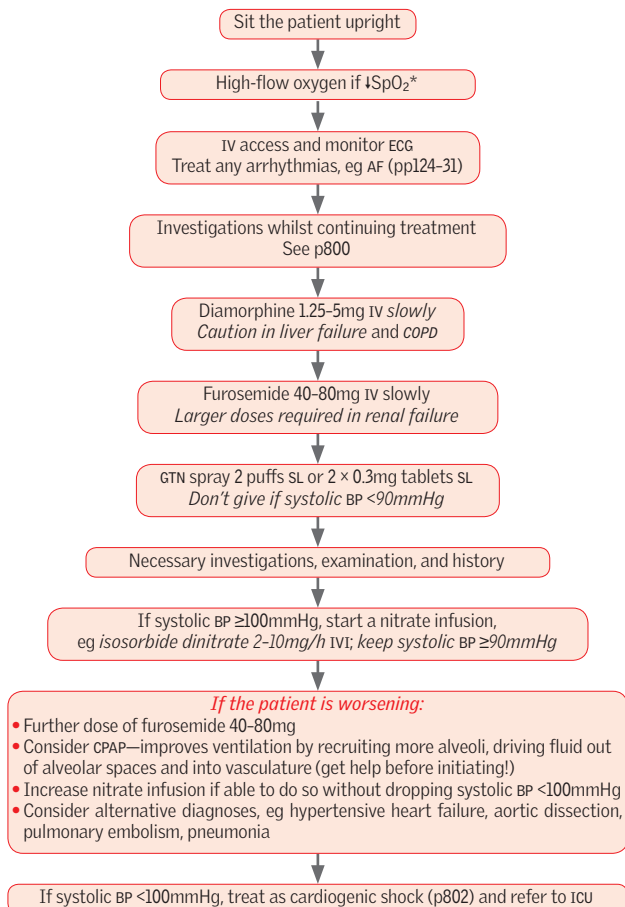 Sit the patient upright
High-flow oxygen if ↓SpO₂*
IV access and monitor ECG
Treat any arrhythmias, eg AF (pp124–31)
Investigations whilst continuing treatment
See p800
Diamorphine 1.25–5mg IV slowly
Caution in liver failure and COPD
Furosemide 40–80mg IV slowly
Larger doses required in renal failure
GTN spray 2 puffs SL or 2 × 0.3mg tablets SL
Don't give if systolic BP <90mmHg
Necessary investigations, examination, and history
If systolic BP ≥100mmHg, start a nitrate infusion,
eg isosorbide dinitrate 2–10mg/h IVI; keep systolic BP ≥90mmHg
If the patient is worsening:
• Further dose of furosemide 40–80mg
• Consider CPAP—improves ventilation by recruiting more alveoli, driving fluid out
of alveolar spaces and into vasculature (get help before initiating!)
• Increase nitrate infusion if able to do so without dropping systolic BP <100mmHg
• Consider alternative diagnoses, eg hypertensive heart failure, aortic dissection,
pulmonary embolism, pneumonia
If systolic BP <100mmHg, treat as cardiogenic shock (p802) and refer to ICU